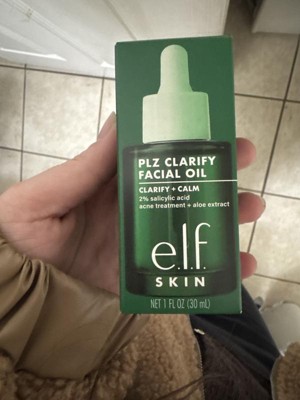 PLZ CLARIFY
FACIAL OIL
CLARIFY + CALM
2% salicylic acid
acne treatment + aloe extract
e.l.f.
SKIN
NET 1 FL OZ (30 mL)